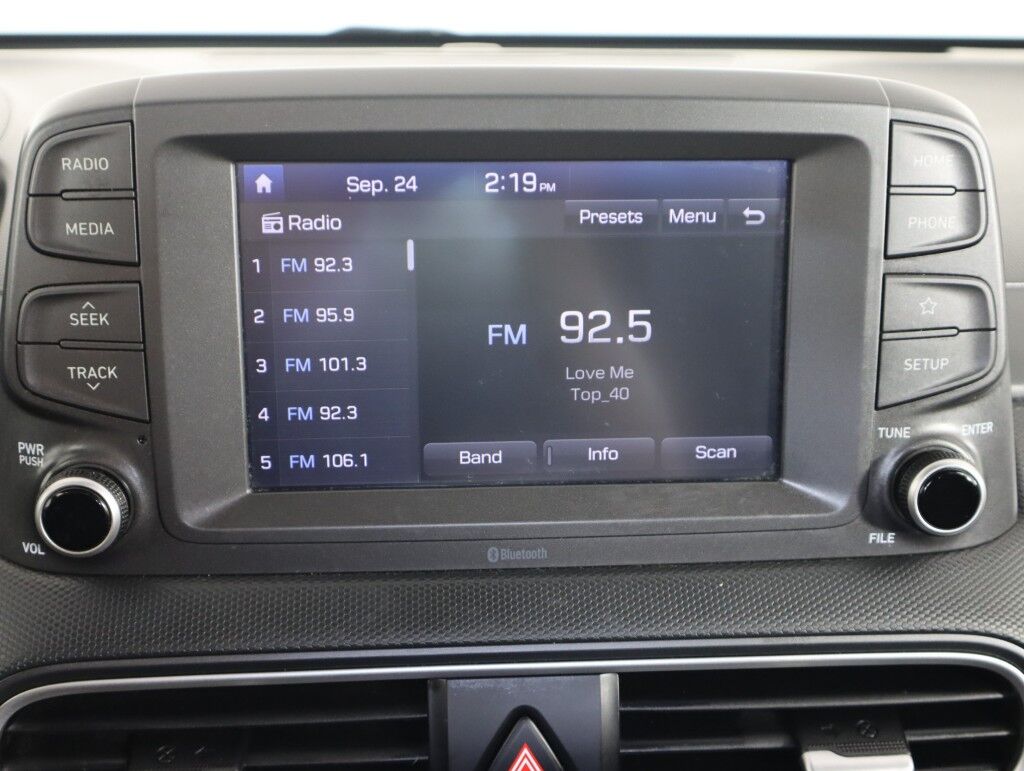 RADIO
MEDIA
SEEK
TRACK
PWR
PUSH
VOL
Sep. 24 2:19 PM
Radio Presets Menu
1 FM 92.3
2 FM 95.9
3 FM 101.3
4 FM 92.3
5 FM 106.1
FM 92.5
Love Me
Top_40
Band Info Scan
HOME
PHONE
SETUP
TUNE ENTER
FILE
Bluetooth